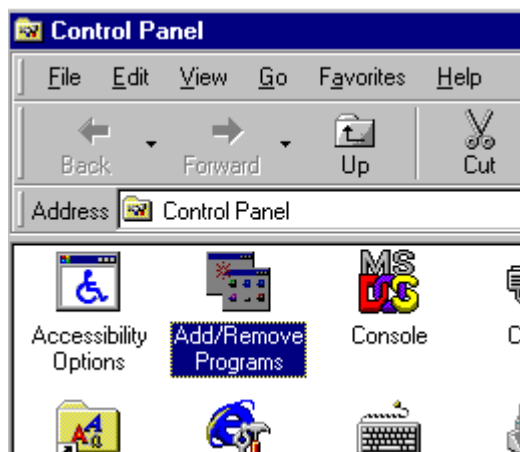 Control Panel
File Edit View Go Favorites Help
Back Forward Up Cut
Address Control Panel
MS
DOS
Accessibility Options
Add/Remove Programs
Console
C